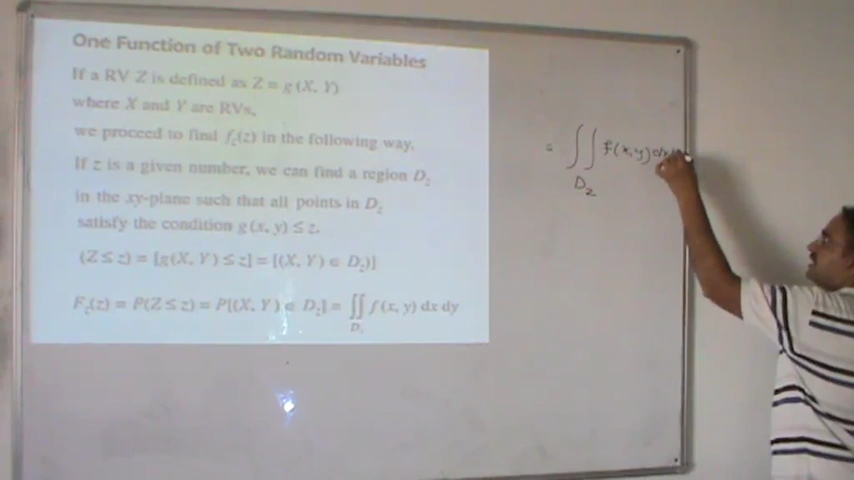 One Function of Two Random Variables
If a RV Z is defined as Z = g (X, Y)
where X and Y are RVs,
we proceed to find f_z(z) in the following way.
If z is a given number, we can find a region D_z
in the xy-plane such that all points in D_z
satisfy the condition g (x, y) ≤ z.
(Z ≤ z) = [g(X, Y) ≤ z] = [(X, Y) ∈ D_z)]
F_z(z) = P(Z ≤ z) = P[(X, Y) ∈ D_z] = ∬ f(x, y) dx dy
D_z
= ∬ f(x,y) dx
D_z